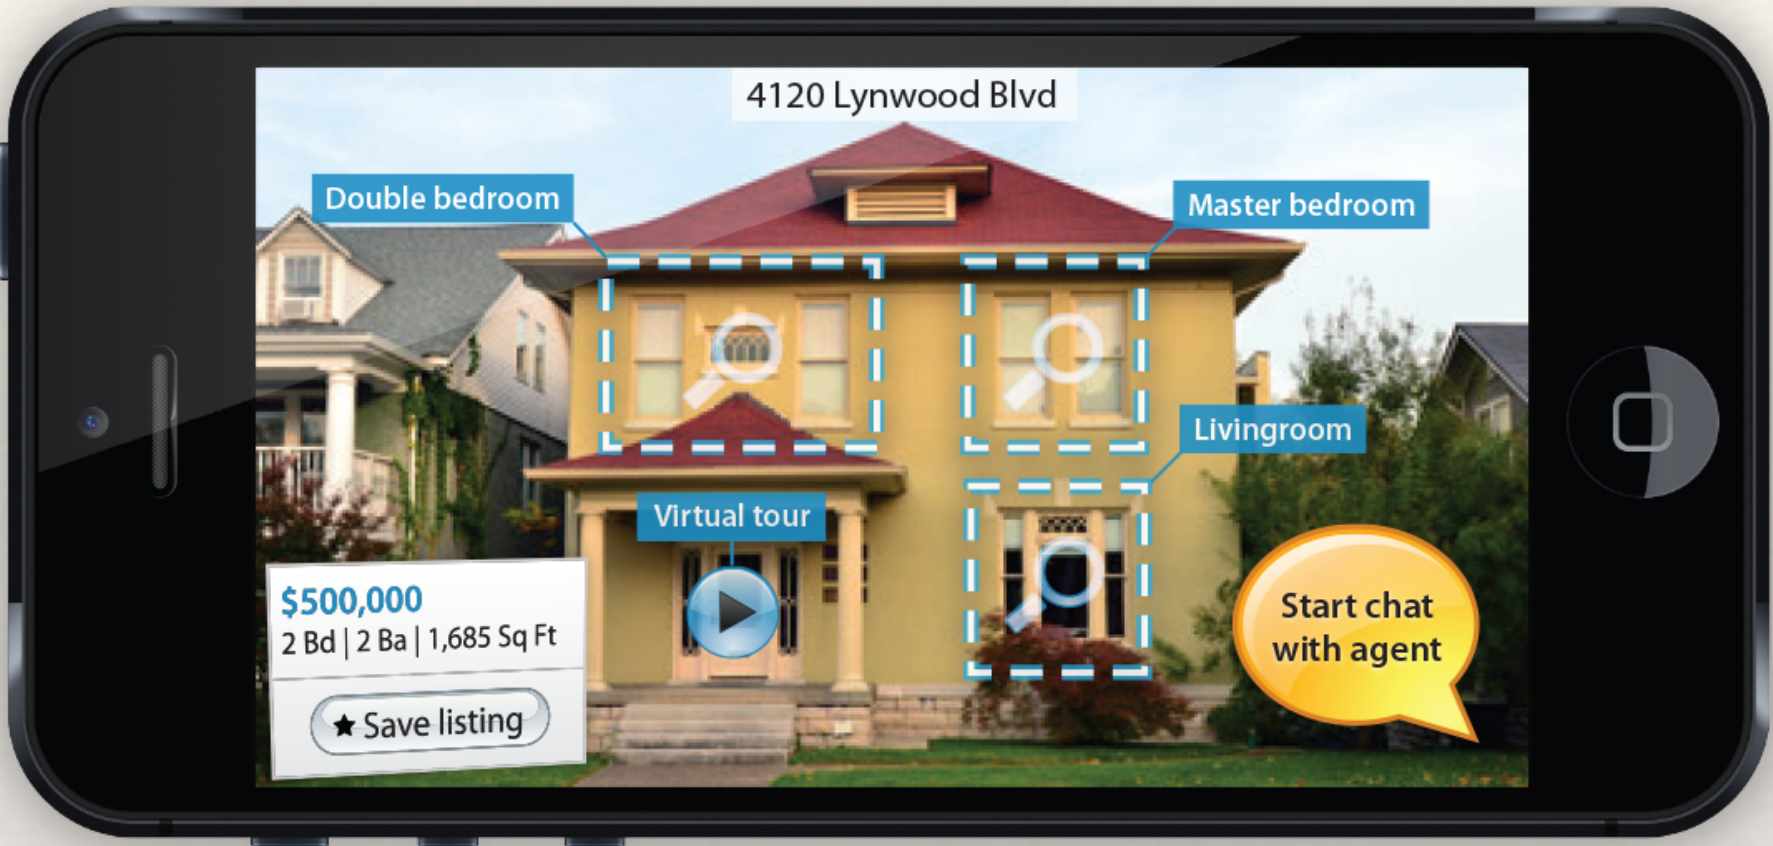 4120 Lynwood Blvd
Double bedroom
Master bedroom
Livingroom
Virtual tour
$500,000
2 Bd | 2 Ba | 1,685 Sq Ft
★ Save listing
Start chat
with agent